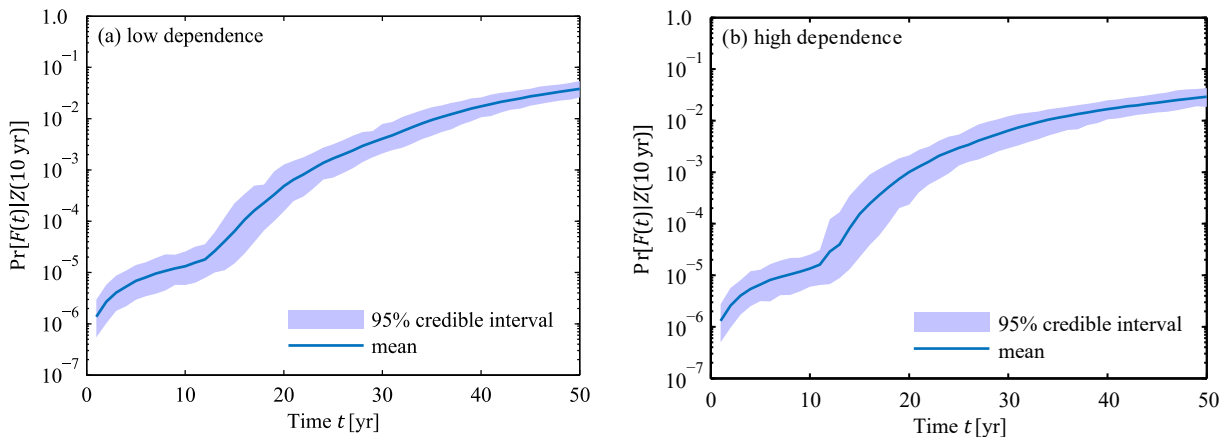 (a) low dependence
1.0
10⁻¹
10⁻²
10⁻³
10⁻⁴
10⁻⁵
10⁻⁶
10⁻⁷
Pr[F(t)|Z(10 yr)]
95% credible interval
mean
0 10 20 30 40 50
Time t [yr]
(b) high dependence
1.0
10⁻¹
10⁻²
10⁻³
10⁻⁴
10⁻⁵
10⁻⁶
10⁻⁷
Pr[F(t)|Z(10 yr)]
95% credible interval
mean
0 10 20 30 40 50
Time t [yr]